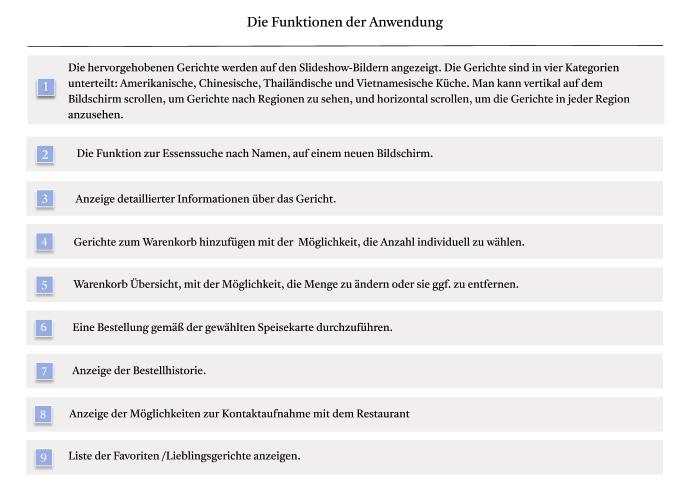 Die Funktionen der Anwendung
Die hervorgehobenen Gerichte werden auf den Slideshow-Bildern angezeigt. Die Gerichte sind in vier Kategorien
1 unterteilt: Amerikanische, Chinesische, Thailändische und Vietnamesische Küche. Man kann vertikal auf dem
Bildschirm scrollen, um Gerichte nach Regionen zu sehen, und horizontal scrollen, um die Gerichte in jeder Region
anzusehen.
2 Die Funktion zur Essenssuche nach Namen, auf einem neuen Bildschirm.
3 Anzeige detaillierter Informationen über das Gericht.
4 Gerichte zum Warenkorb hinzufügen mit der Möglichkeit, die Anzahl individuell zu wählen.
5 Warenkorb Übersicht, mit der Möglichkeit, die Menge zu ändern oder sie ggf. zu entfernen.
6 Eine Bestellung gemäß der gewählten Speisekarte durchzuführen.
7 Anzeige der Bestellhistorie.
8 Anzeige der Möglichkeiten zur Kontaktaufnahme mit dem Restaurant
9 Liste der Favoriten /Lieblingsgerichte anzeigen.